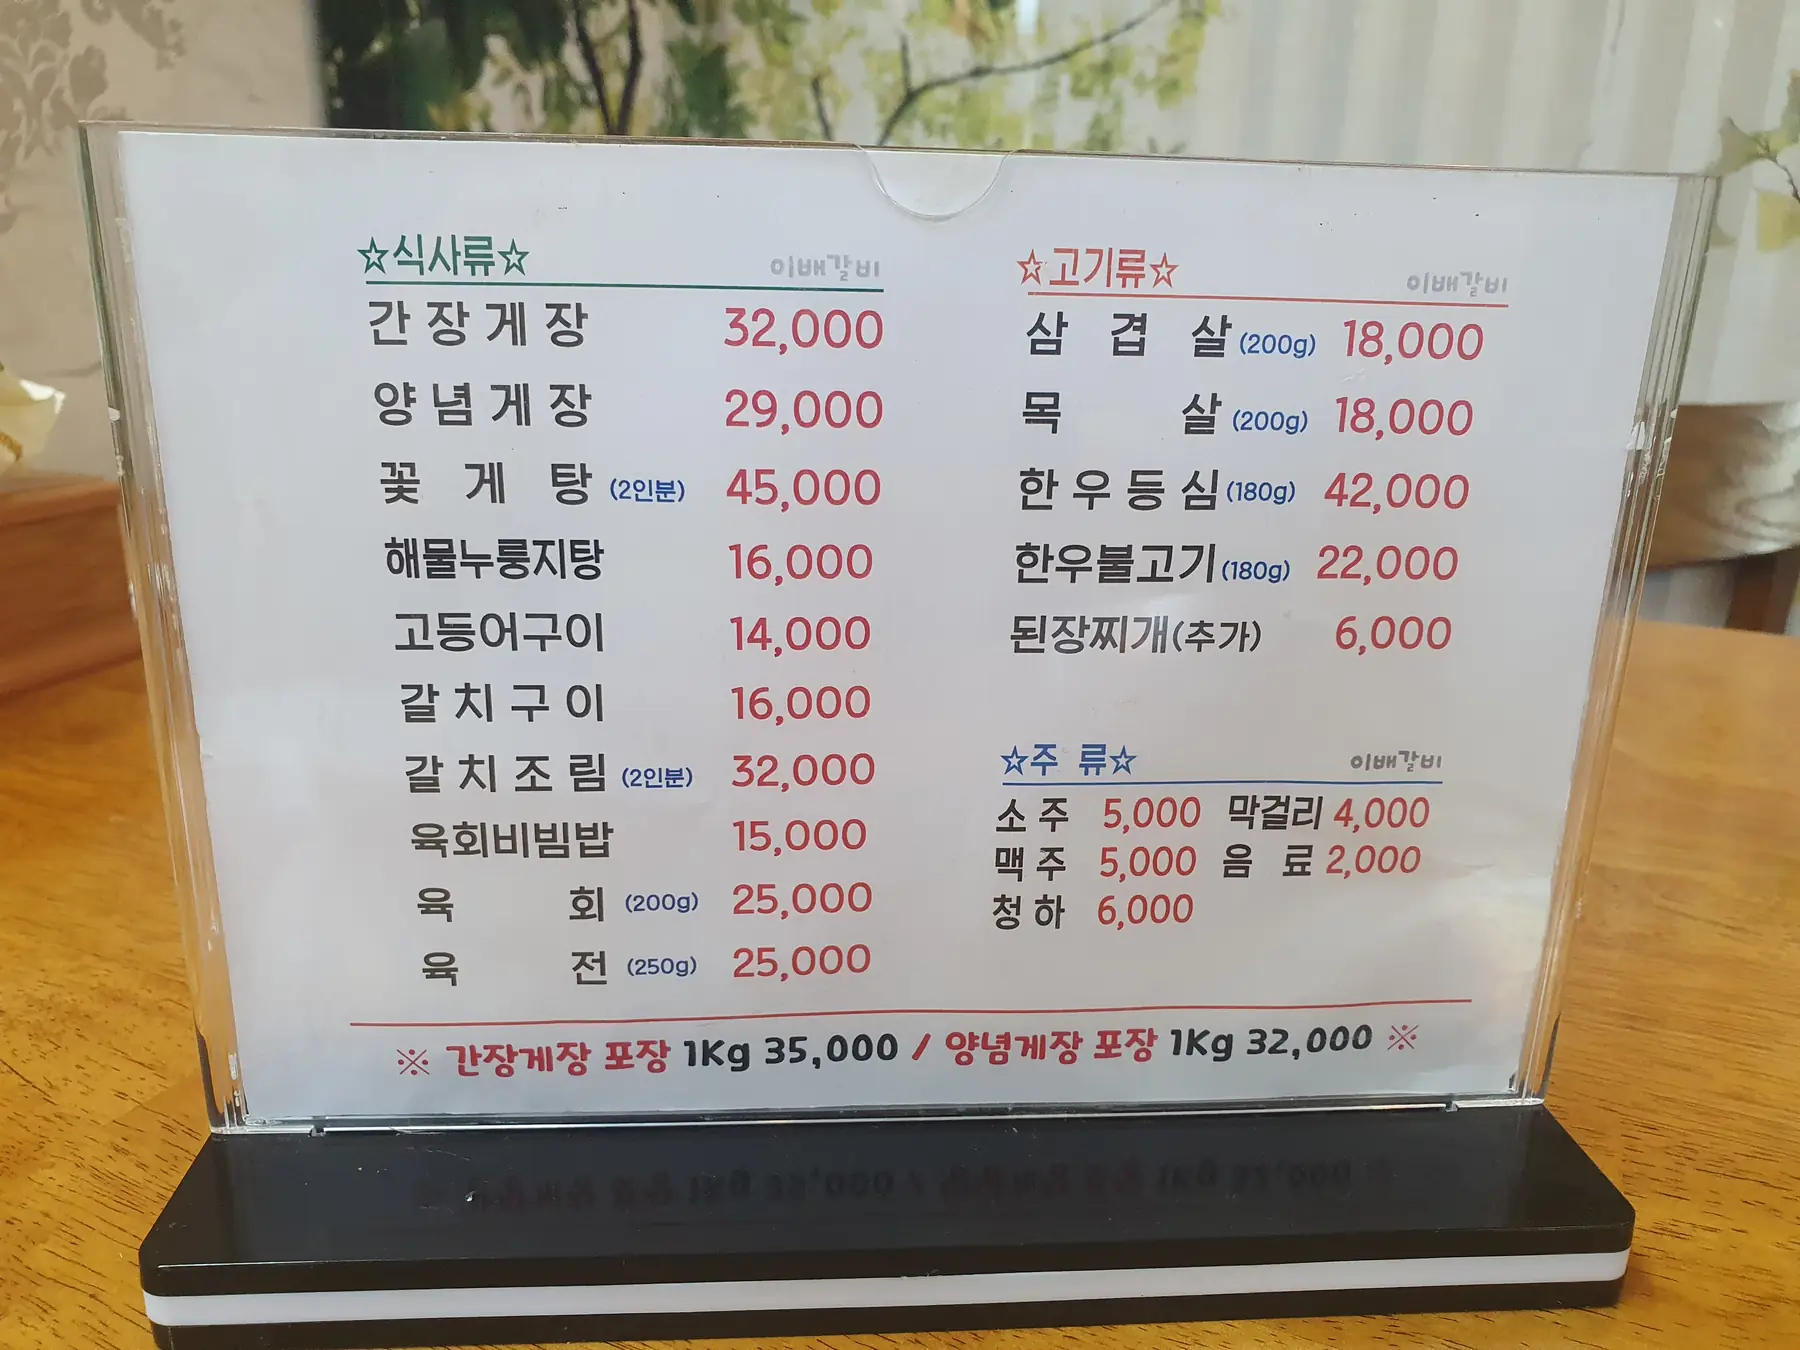 ☆식사류☆ 이배갈비
간장게장 32,000
양념게장 29,000
꽃게탕 (2인분) 45,000
해물누룽지탕 16,000
고등어구이 14,000
갈치구이 16,000
갈치조림 (2인분) 32,000
육회비빔밥 15,000
육회 (200g) 25,000
육전 (250g) 25,000
☆고기류☆ 이배갈비
삼겹살 (200g) 18,000
목살 (200g) 18,000
한우등심 (180g) 42,000
한우불고기 (180g) 22,000
된장찌개(추가) 6,000
☆주류☆ 이배갈비
소주 5,000 막걸리 4,000
맥주 5,000 음료 2,000
청하 6,000
※ 간장게장 포장 1Kg 35,000 / 양념게장 포장 1Kg 32,000 ※